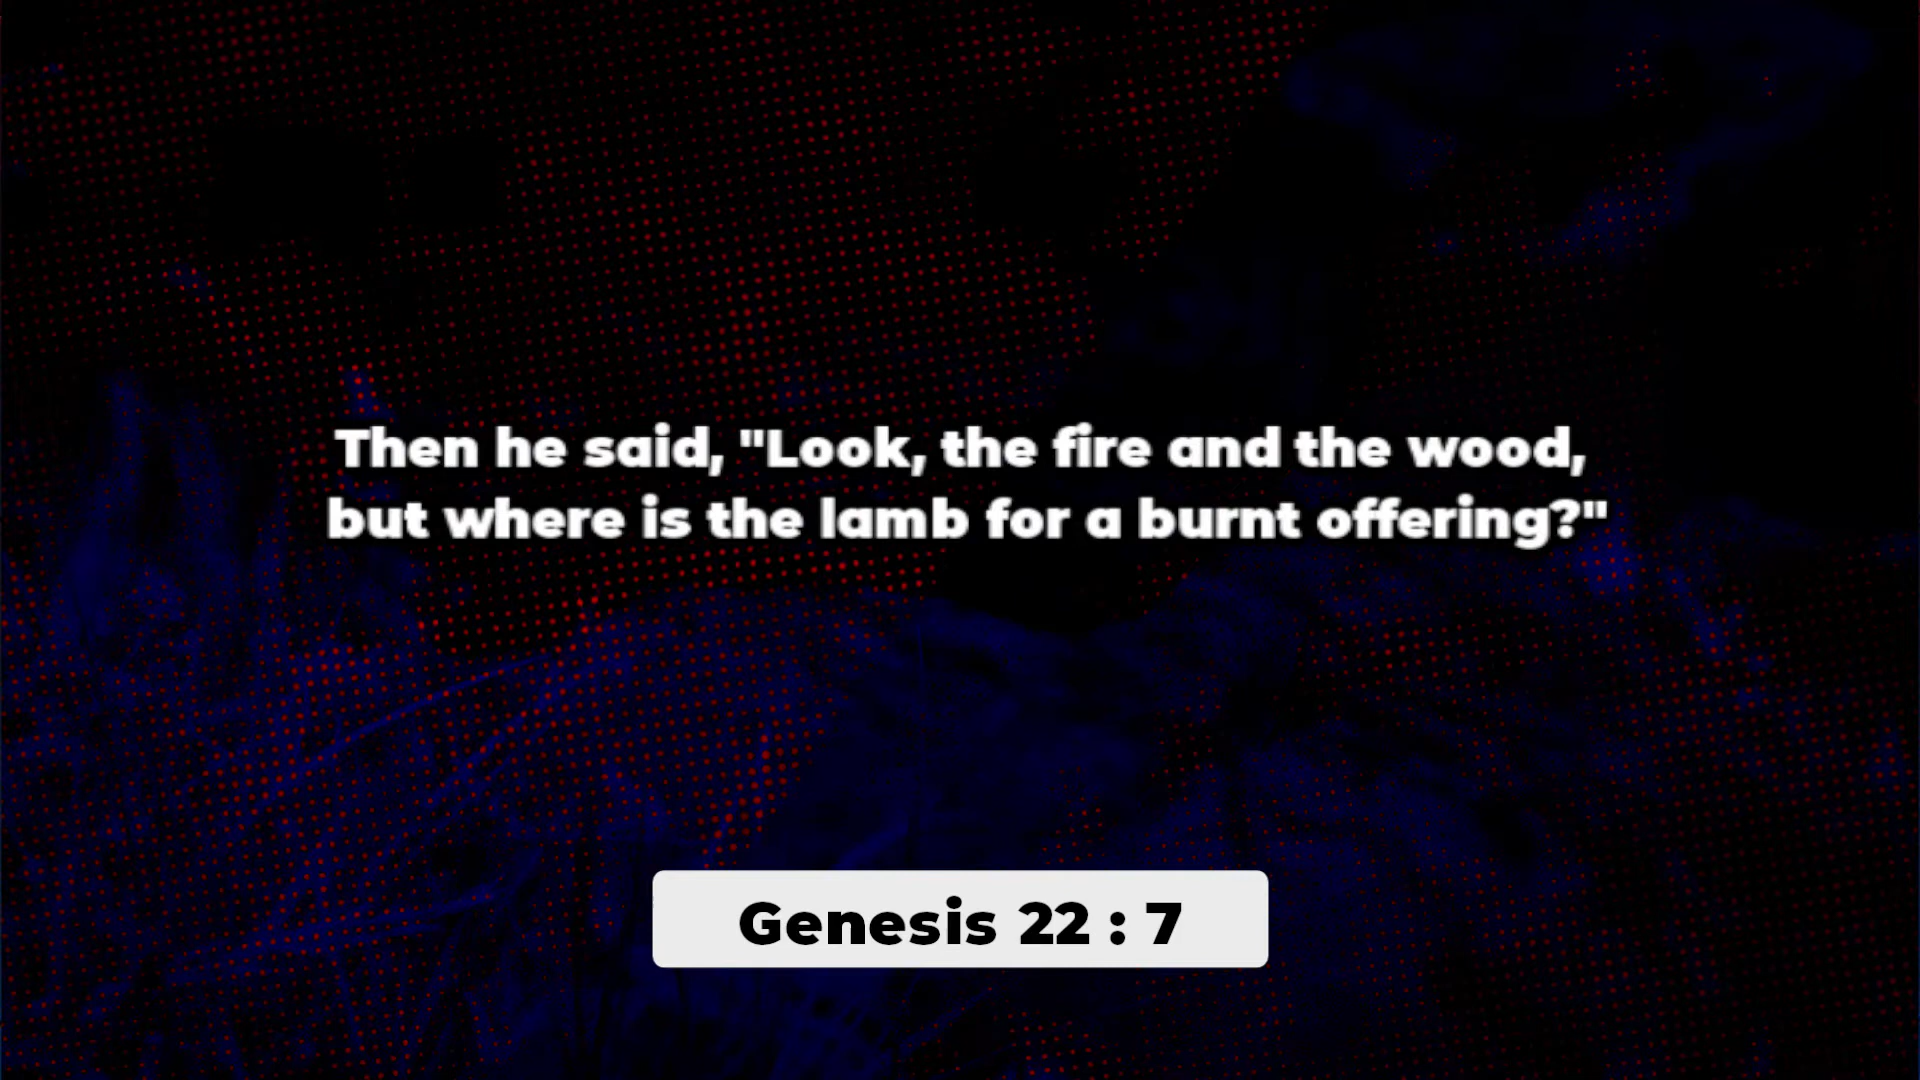 Then he said, "Look, the fire and the wood,
but where is the lamb for a burnt offering?"
Genesis 22 : 7